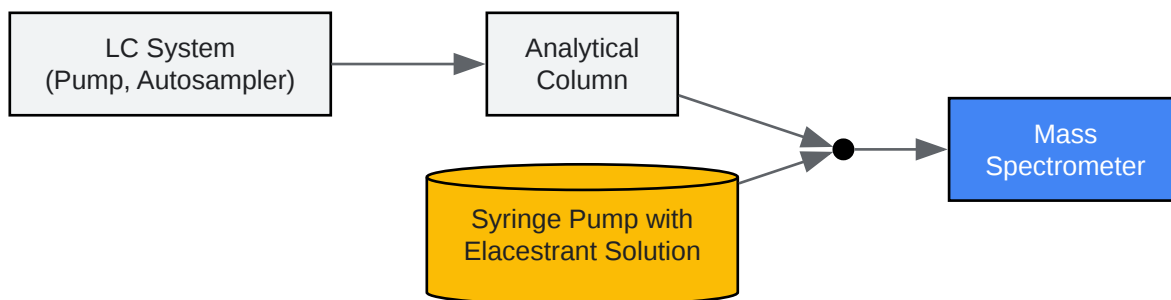 LC System
(Pump, Autosampler)
Analytical
Column
Mass
Spectrometer
Syringe Pump with
Elacestrant Solution